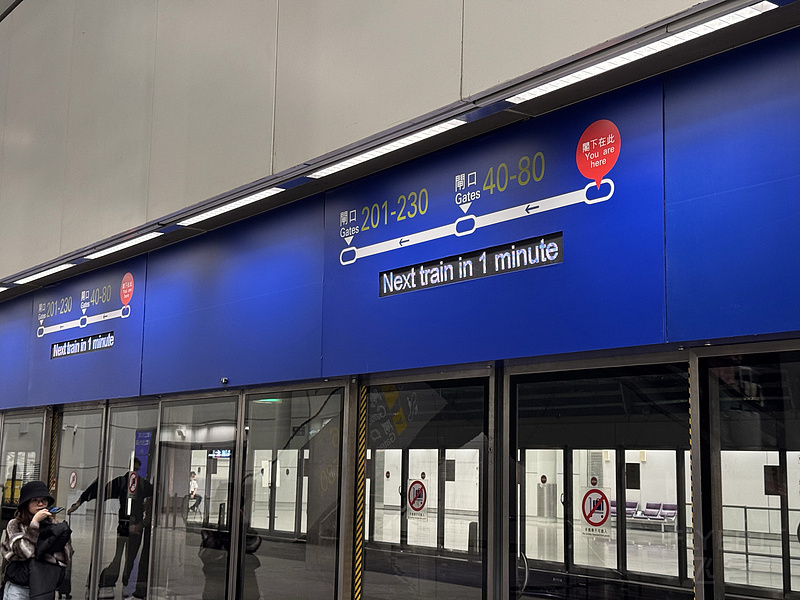 閘口
Gates
201-230
閘口
Gates
40-80
閣下在此
You are
here
Next train in 1 minute
閘口
Gates
201-230
閘口
Gates
40-80
Next train in 1 minute